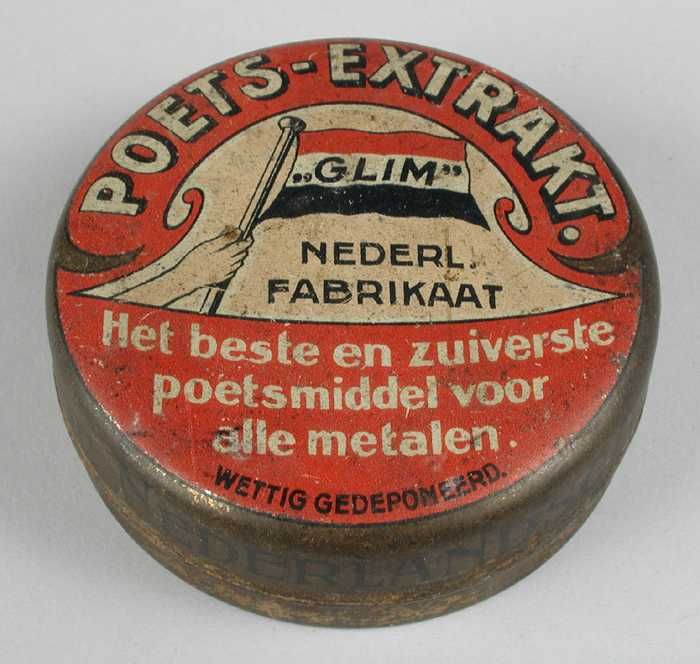 POETS-EXTRAKT.
„GLIM”
NEDERL.
FABRIKAAT
Het beste en zuiverste
poetsmiddel voor
alle metalen.
WETTIG GEDEPONEERD.